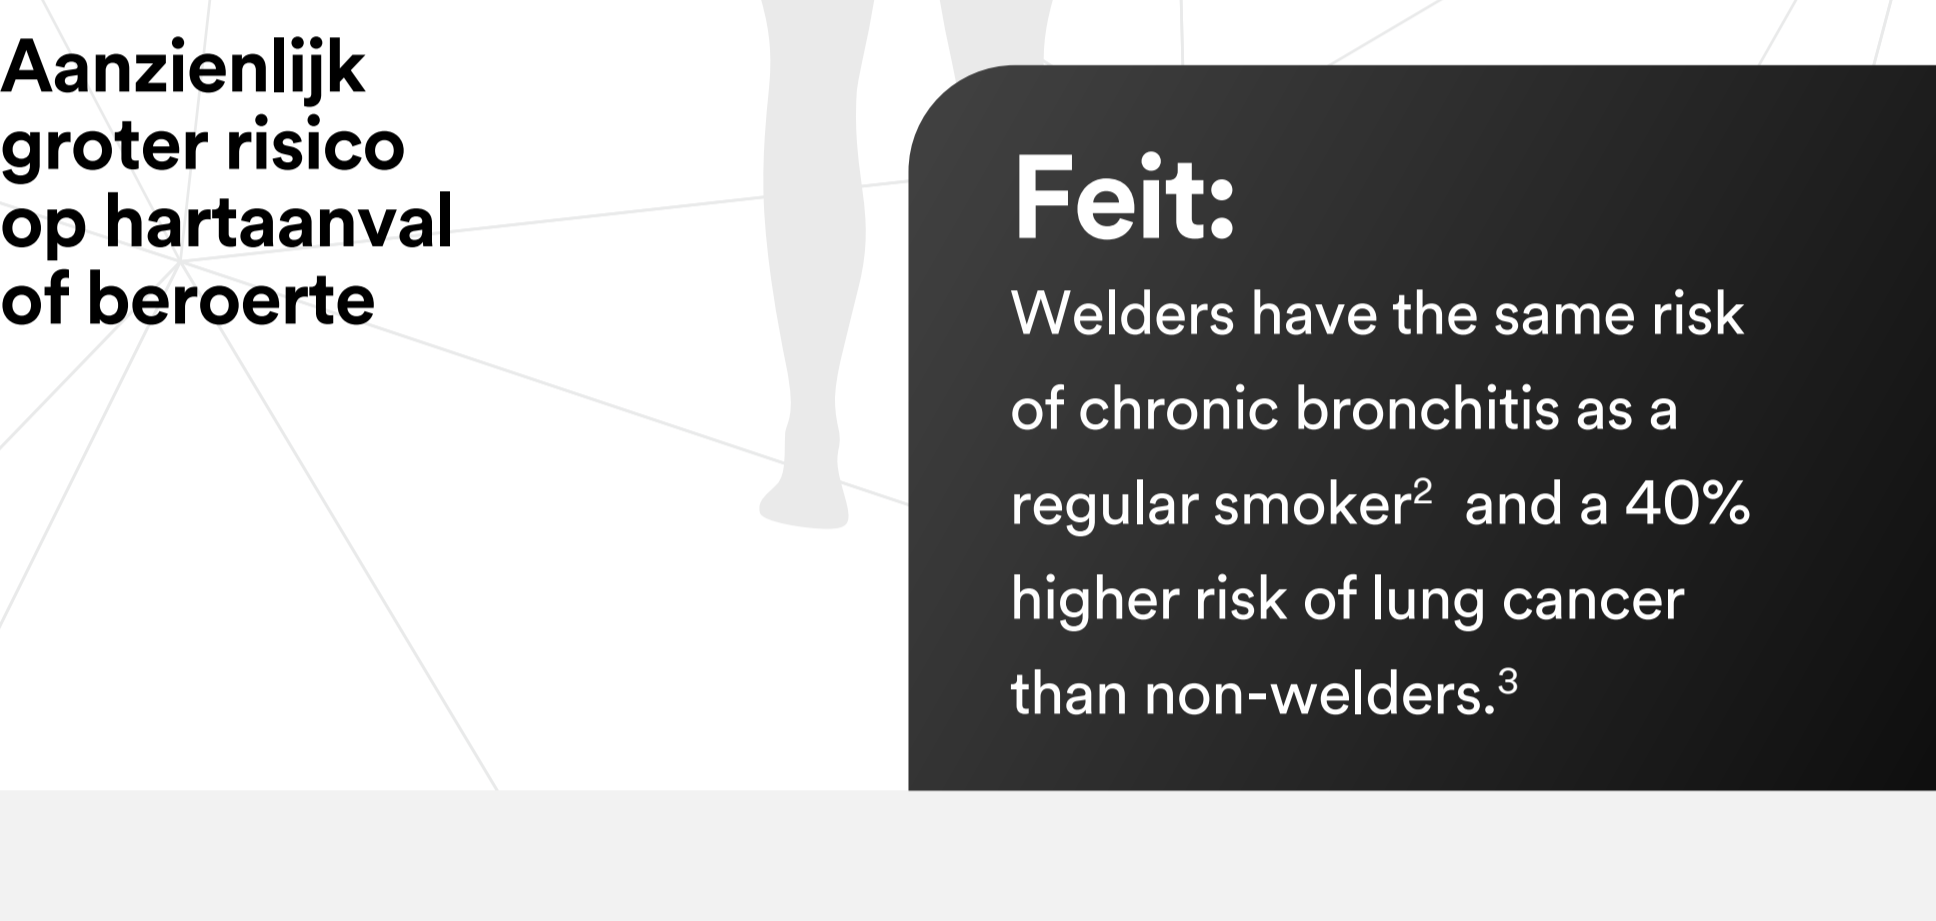 Aanzienlijk
groter risico
op hartaanval
of beroerte
Feit:
Welders have the same risk
of chronic bronchitis as a
regular smoker² and a 40%
higher risk of lung cancer
than non-welders.³